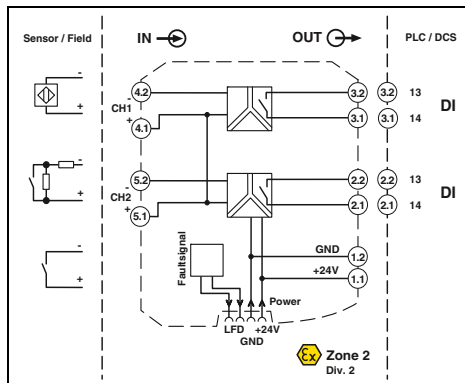 Sensor / Field
IN
OUT
PLC / DCS
-
+
4.2
-
CH1
+
4.1
3.2
3.1
3.2
13
3.1
14
DI
-
+
5.2
-
CH2
+
5.1
2.2
2.1
2.2
13
2.1
14
DI
-
+
Faultsignal
GND
1.2
+24V
1.1
Power
LFD
+24V
GND
Ex
Zone 2
Div. 2